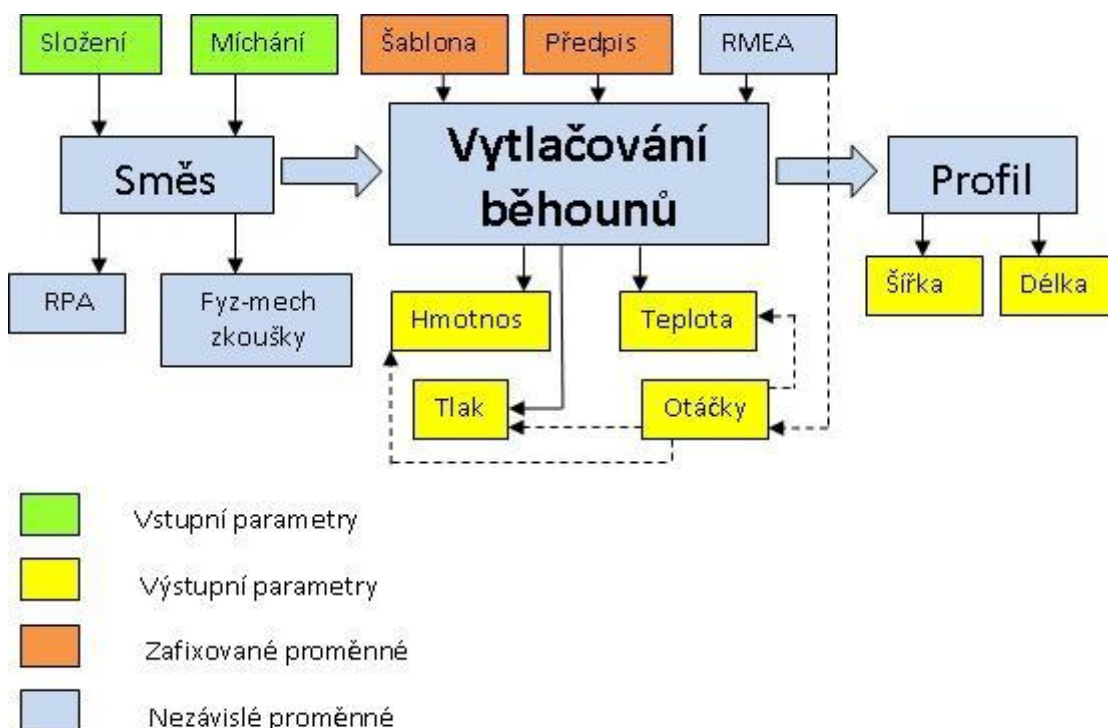 Složení
Míchání
Šablona
Předpis
RMEA
Směs
Vytlačování
běhounů
Profil
RPA
Fyz-mech
zkoušky
Hmotnos
Teplota
Šířka
Délka
Tlak
Otáčky
Vstupní parametry
Výstupní parametry
Zafixované proměnné
Nezávislé proměnné